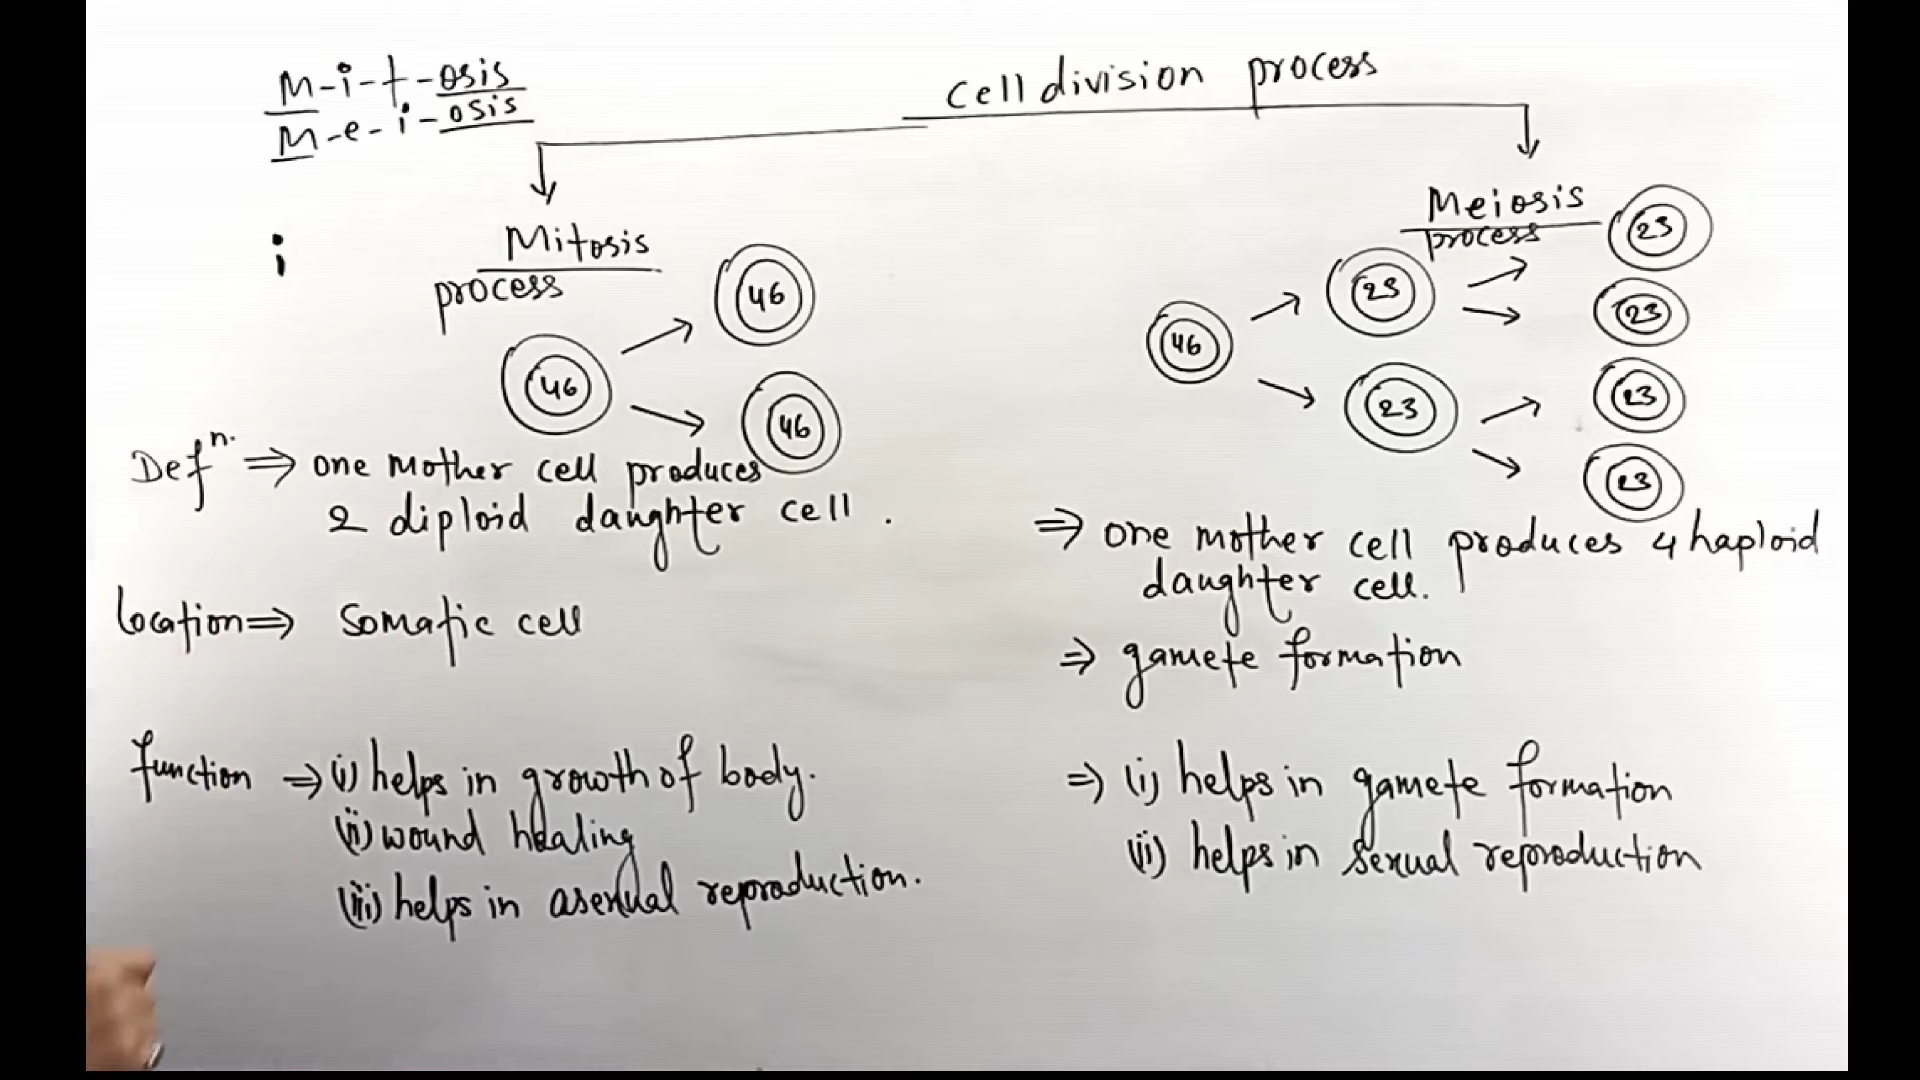 M-i-t-osis
M-e-i-osis
cell division process
i
Mitosis
process
46
46
46
Meiosis
process
46
23
23
23
23
23
23
Defⁿ. ⇒ one mother cell produces
2 diploid daughter cell.
⇒ one mother cell produces 4 haploid
daughter cell.
location ⇒ somatic cell
⇒ gamete formation
function ⇒ (i) helps in growth of body.
(ii) wound healing
(iii) helps in asexual reproduction.
⇒ (i) helps in gamete formation
(ii) helps in sexual reproduction